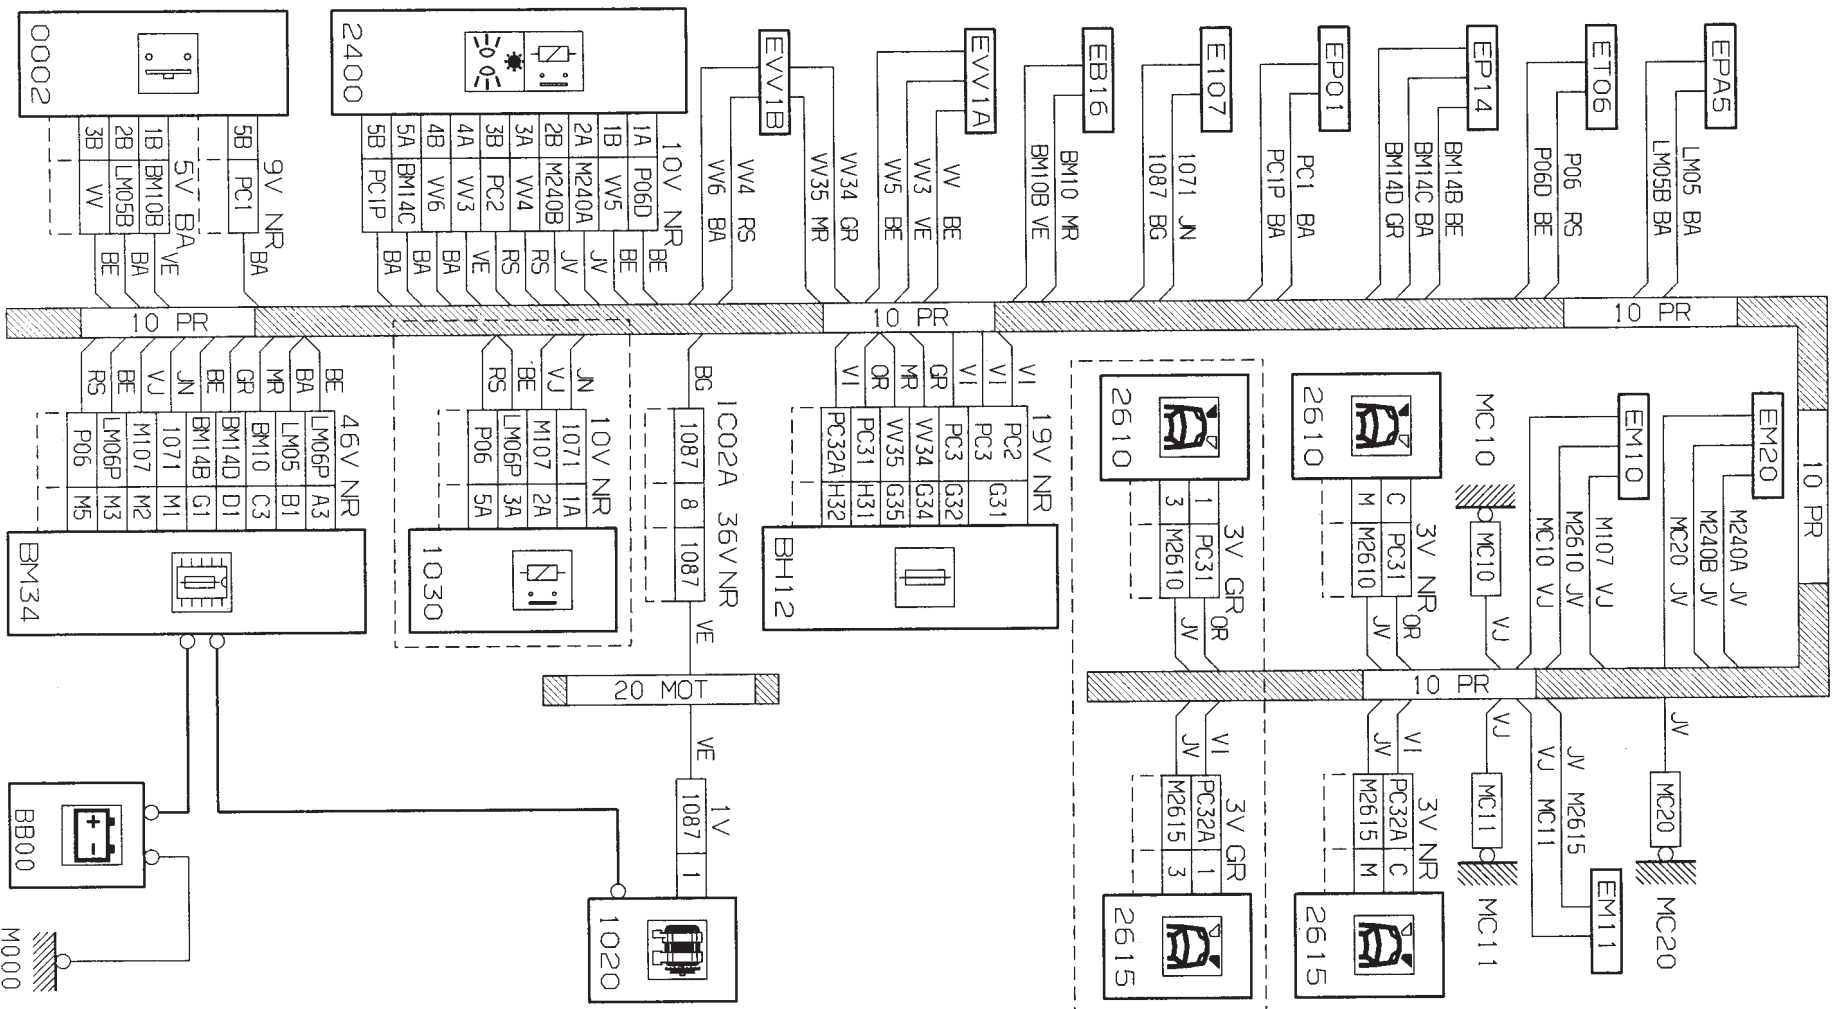 0002
9V NR
5B PC1
BA
5V BA
1B BM10B
2B LM05B
3B VV
VE
BA
BE
2400
10V NR
1A P06D
1B VV5
2A M240A
2B M240B
3A VV4
3B PC2
4A VV3
4B VV6
5A BM14C
5B PC1P
BE
BE
JV
JV
RS
RS
VE
BA
BA
BA
EVV1B
VV34 GR
VV35 MR
VV4 RS
VV6 BA
EVV1A
VV BE
VV3 VE
VV5 BE
EB16
BM10 MR
BM10B VE
E107
1071 JN
1087 BG
EP01
PC1 BA
PC1P BA
EP14
BM14B BE
BM14C BA
BM14D GR
ET06
P06 RS
P06D BE
EPA5
LM05 BA
LM05B BA
10 PR
10 PR
10 PR
10 PR
BE
BA
MR
GR
BE
JN
VJ
BE
RS
46V NR
LM06P A3
LM05 B1
BM10 C3
BM14D D1
BM14B G1
1071 M1
M107 M2
LM06P M3
P06 M5
BM34
JN
VJ
BE
RS
10V NR
1071 1A
M107 2A
LM06P 3A
P06 5A
1030
BG
1C02A 36V NR
1087 8 1087
VE
20 MOT
VE
1V
1087 1
1020
VI
VI
VI
GR
MR
OR
VI
19V NR
PC2
PC3 G31
PC3 G32
VV34 G34
VV35 G35
PC31 H31
PC32A H32
BH12
2610
3V GR
1 PC31
3 M2610
OR
JV
2610
3V NR
C PC31
M M2610
OR
JV
MC10
MC10
VJ
EM10
M107 VJ
M2610 JV
MC10 VJ
EM20
M240A JV
M240B JV
MC20 JV
10 PR
VI
JV
3V GR
PC32A 1
M2615 3
2615
VI
JV
3V NR
PC32A C
M2615 M
2615
VJ
MC11
MC11
JV M2615
VJ MC11
EM11
JV
MC20
MC20
BB00
M000